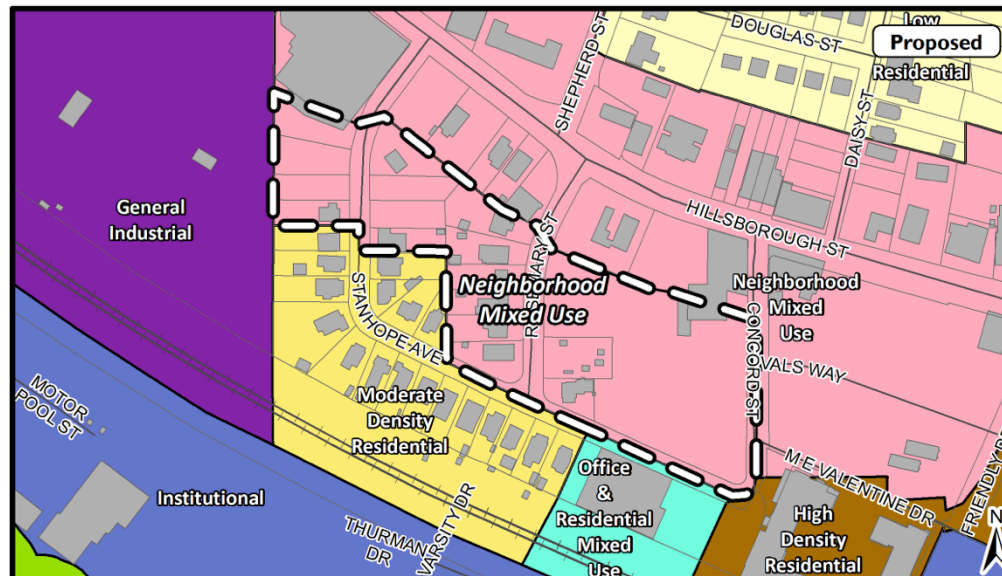 DOUGLAS ST
Low
Proposed
Residential
SHEPHERD ST
DAISY ST
General
Industrial
HILLSBOROUGH ST
ROSEMARY ST
Neighborhood
Mixed Use
Neighborhood
Mixed
Use
STANHOPE AVE
CONCORD ST
VALS WAY
MOTOR
POOL ST
Moderate
Density
Residential
M E VALENTINE DR
FRIENDLY DR
Institutional
Office
&
Residential
Mixed
Use
High
Density
Residential
THURMAN
DR
VARSITY DR
N